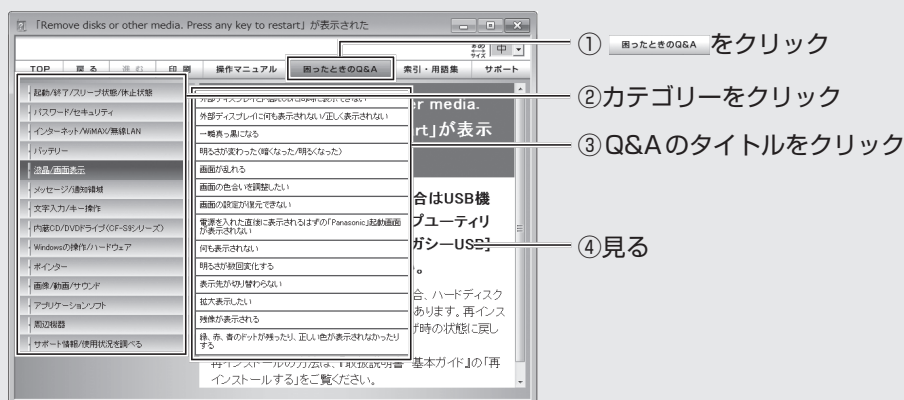 「Remove disks or other media. Press any key to restart」が表示された
サイズ
中
TOP 戻る 進む 印刷 操作マニュアル 困ったときのQ&A 索引・用語集 サポート
① 困ったときのQ&A をクリック
②カテゴリーをクリック
③Q&Aのタイトルをクリック
④見る
起動/終了/スリープ状態/休止状態
パスワード/セキュリティ
インターネット/WiMAX/無線LAN
バッテリー
液晶/画面表示
メッセージ/通知領域
文字入力/キー操作
内蔵CD/DVDドライブ(CF-S9シリーズ)
Windowsの操作/ハードウェア
ポインター
画像/動画/サウンド
アプリケーションソフト
周辺機器
サポート情報/使用状況を調べる
外部ディスプレイに何も表示されない/正しく表示されない
一瞬真っ黒になる
明るさが変わった(暗くなった/明るくなった)
画面が乱れる
画面の色合いを調整したい
画面の設定が復元できない
電源を入れた直後に表示されるはずの「Panasonic」起動画面
が表示されない
何も表示されない
明るさが数回変化する
表示先が切り替わらない
拡大表示したい
残像が表示される
緑、赤、青のドットが残ったり、正しい色が表示されなかったり
する
er media.
rt」が表示
合はUSB機
プユーティリ
ガシーUSB]
。
合、ハードディスク
あります。再インス
時の状態に戻し
再インストールの方法は、『取扱説明書 基本ガイド』の「再
インストールする」をご覧ください。